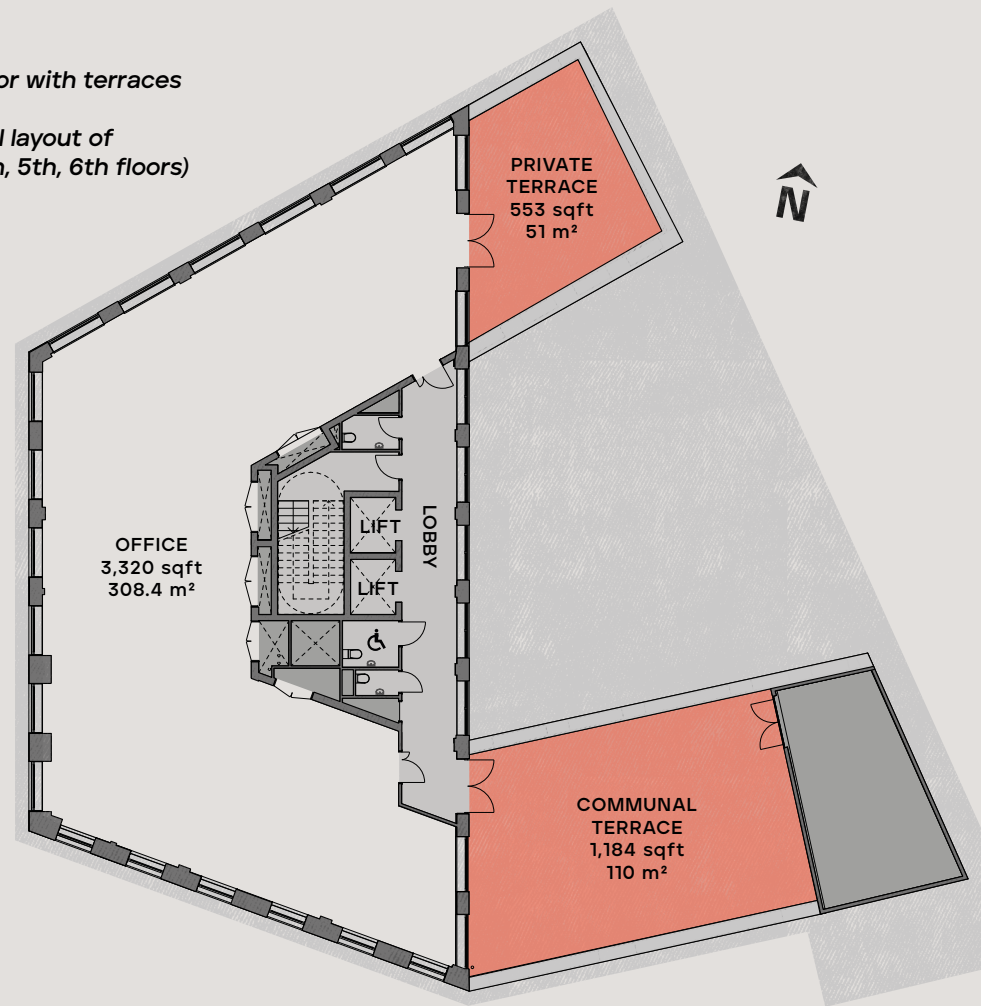 with terraces
layout of
5th, 6th floors)
PRIVATE
TERRACE
553 sqft
51 m²
N
OFFICE
3,320 sqft
308.4 m²
LIFT
LIFT
LOBBY
COMMUNAL
TERRACE
1,184 sqft
110 m²